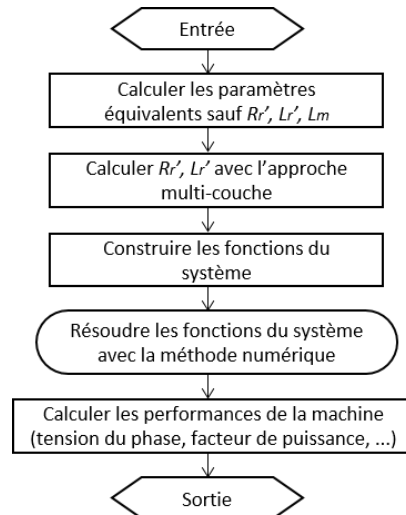 Entrée
Calculer les paramètres
équivalents sauf Rr', Lr', Lm
Calculer Rr', Lr' avec l'approche
multi-couche
Construire les fonctions du
système
Résoudre les fonctions du système
avec la méthode numérique
Calculer les performances de la machine
(tension du phase, facteur de puissance, ...)
Sortie